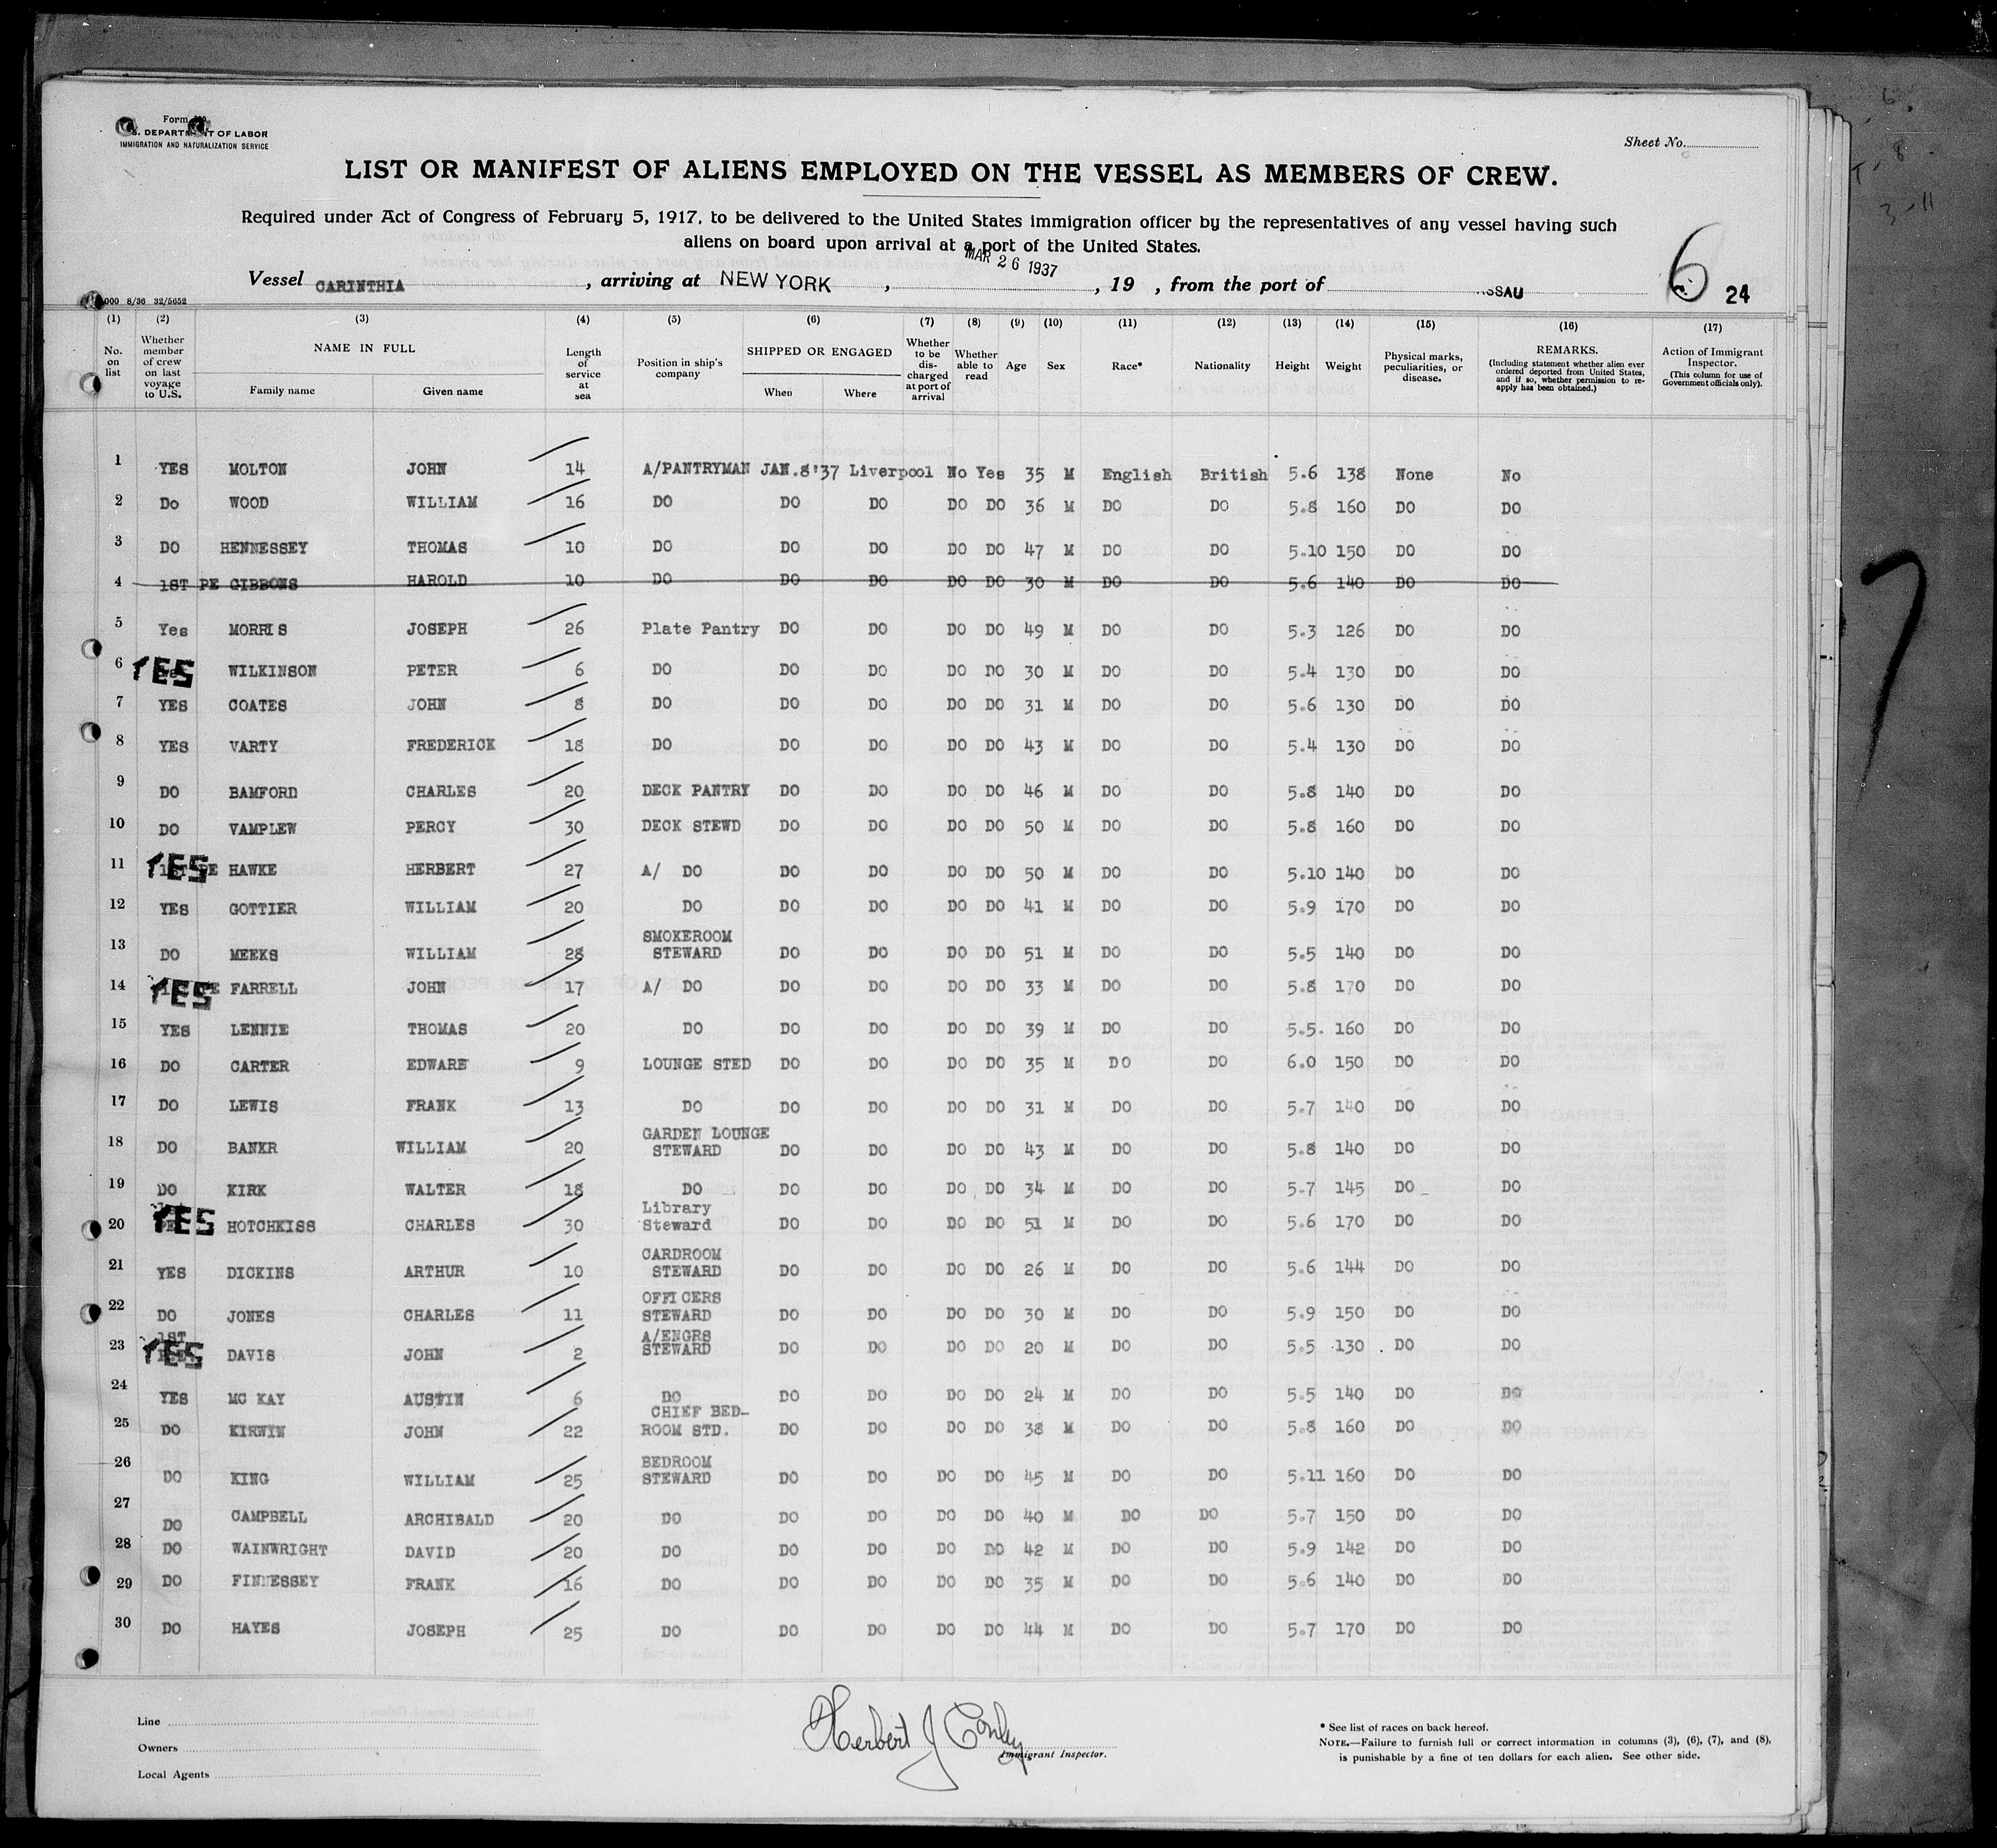 Form
U. S. DEPARTMENT OF LABOR
IMMIGRATION AND NATURALIZATION SERVICE
Sheet No.
LIST OR MANIFEST OF ALIENS EMPLOYED ON THE VESSEL AS MEMBERS OF CREW.
Required under Act of Congress of February 5, 1917, to be delivered to the United States immigration officer by the representatives of any vessel having such
aliens on board upon arrival at a port of the United States.
MAR 26 1937
Vessel CARINTHIA, arriving at NEW YORK, , 19 , from the port of SSAU
6 24
000 8/36 32/5652
(1) (2) (3) (4) (5) (6) (7) (8) (9) (10) (11) (12) (13) (14) (15) (16) (17)
No. on list
Whether member of crew on last voyage to U.S.
NAME IN FULL
Family name Given name
Length of service at sea
Position in ship's company
SHIPPED OR ENGAGED
When Where
Whether to be discharged at port of arrival
Whether able to read
Age Sex Race* Nationality Height Weight
Physical marks, peculiarities, or disease.
REMARKS.
(Including statement whether alien ever ordered deported from United States, and if so, whether permission to reapply has been obtained.)
Action of Immigrant Inspector.
(This column for use of Government officials only).
1 YES MOLTON JOHN 14 A/PANTRYMAN JAN.8'37 Liverpool No Yes 35 M English British 5.6 138 None No
2 Do WOOD WILLIAM 16 DO DO DO DO DO 36 M DO DO 5.8 160 DO DO
3 DO HENNESSEY THOMAS 10 DO DO DO DO DO 47 M DO DO 5.10 150 DO DO
4 1ST PE GIBBONS HAROLD 10 DO DO DO DO DO 30 M DO DO 5.6 140 DO DO
5 Yes MORRIS JOSEPH 26 Plate Pantry DO DO DO DO 49 M DO DO 5.3 126 DO DO
6 YES WILKINSON PETER 6 DO DO DO DO DO 30 M DO DO 5.4 130 DO DO
7 YES COATES JOHN 8 DO DO DO DO DO 31 M DO DO 5.6 130 DO DO
8 YES VARTY FREDERICK 18 DO DO DO DO DO 43 M DO DO 5.4 130 DO DO
9 DO BAMFORD CHARLES 20 DECK PANTRY DO DO DO DO 46 M DO DO 5.8 140 DO DO
10 DO VAMPLEW PERCY 30 DECK STEWD DO DO DO DO 50 M DO DO 5.8 160 DO DO
11 YES HAWKE HERBERT 27 A/ DO DO DO DO DO 50 M DO DO 5.10 140 DO DO
12 YES GOTTIER WILLIAM 20 DO DO DO DO DO 41 M DO DO 5.9 170 DO DO
13 DO MEEKS WILLIAM 28 SMOKEROOM STEWARD DO DO DO DO 51 M DO DO 5.5 140 DO DO
14 YES FARRELL JOHN 17 A/ DO DO DO DO DO 33 M DO DO 5.8 170 DO DO
15 YES LENNIE THOMAS 20 DO DO DO DO DO 39 M DO DO 5.5. 160 DO DO
16 DO CARTER EDWARE 9 LOUNGE STED DO DO DO DO 35 M DO DO 6.0 150 DO DO
17 DO LEWIS FRANK 13 DO DO DO DO DO 31 M DO DO 5.7 140 DO DO
18 DO BANKR WILLIAM 20 GARDEN LOUNGE STEWARD DO DO DO DO 43 M DO DO 5.8 140 DO DO
19 DO KIRK WALTER 18 DO DO DO DO DO 34 M DO DO 5.7 145 DO DO
20 YES HOTCHKISS CHARLES 30 Library Steward DO DO DO DO 51 M DO DO 5.6 170 DO DO
21 YES DICKINS ARTHUR 10 CARDROOM STEWARD DO DO DO DO 26 M DO DO 5.6 144 DO DO
22 DO JONES CHARLES 11 OFFICERS STEWARD DO DO DO DO 30 M DO DO 5.9 150 DO DO
23 1ST YES DAVIS JOHN 2 A/ENGRS STEWARD DO DO DO DO 20 M DO DO 5.5 130 DO DO
24 YES MC KAY AUSTIN 6 DO DO DO DO DO 24 M DO DO 5.5 140 DO DO
25 DO KIRWIN JOHN 22 CHIEF BED-ROOM STD. DO DO DO DO 38 M DO DO 5.8 160 DO DO
26 DO KING WILLIAM 25 BEDROOM STEWARD DO DO DO DO 45 M DO DO 5.11 160 DO DO
27 DO CAMPBELL ARCHIBALD 20 DO DO DO DO DO 40 M DO DO 5.7 150 DO DO
28 DO WAINWRIGHT DAVID 20 DO DO DO DO DO 42 M DO DO 5.9 142 DO DO
29 DO FINNESSEY FRANK 16 DO DO DO DO DO 35 M DO DO 5.6 140 DO DO
30 DO HAYES JOSEPH 25 DO DO DO DO DO 44 M DO DO 5.7 170 DO DO
Line
Owners
Local Agents
Herbert J Conley
Immigrant Inspector.
* See list of races on back hereof.
NOTE.—Failure to furnish full or correct information in columns (3), (6), (7), and (8),
is punishable by a fine of ten dollars for each alien. See other side.